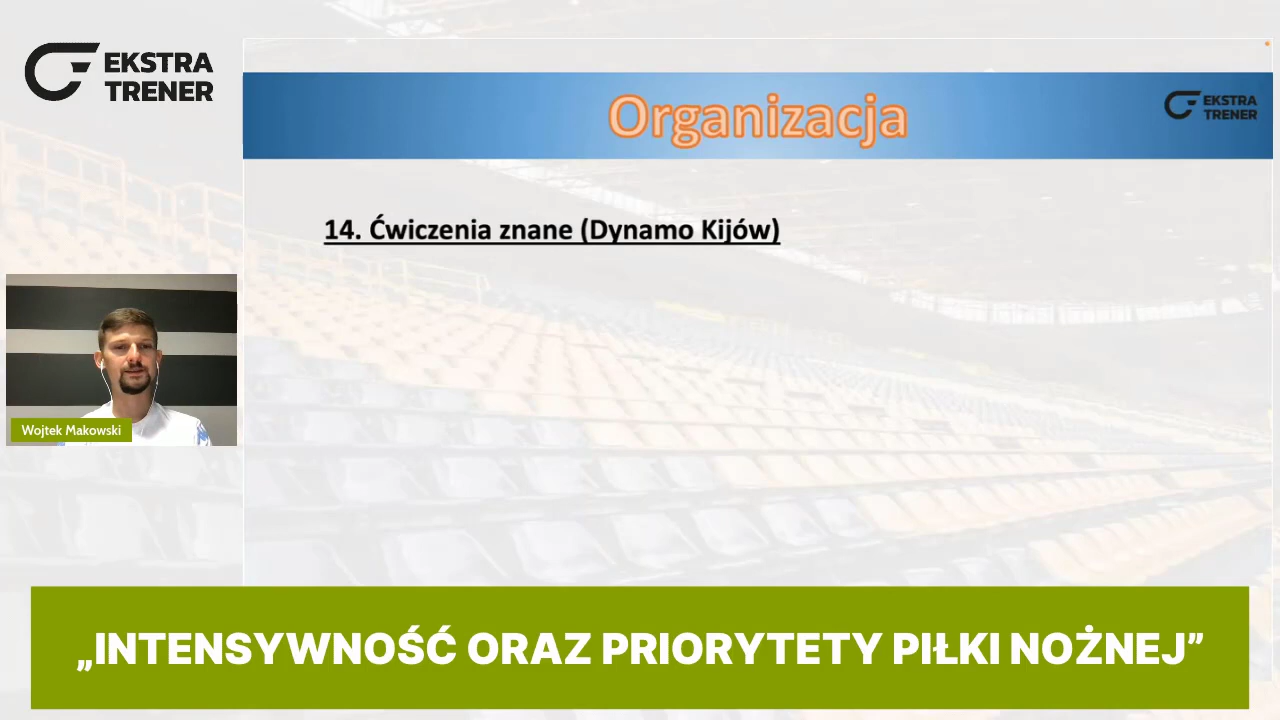 EKSTRA
TRENER
Organizacja
EKSTRA
TRENER
14. Ćwiczenia znane (Dynamo Kijów)
Wojtek Makowski
„INTENSYWNOŚĆ ORAZ PRIORYTETY PIŁKI NOŻNEJ”